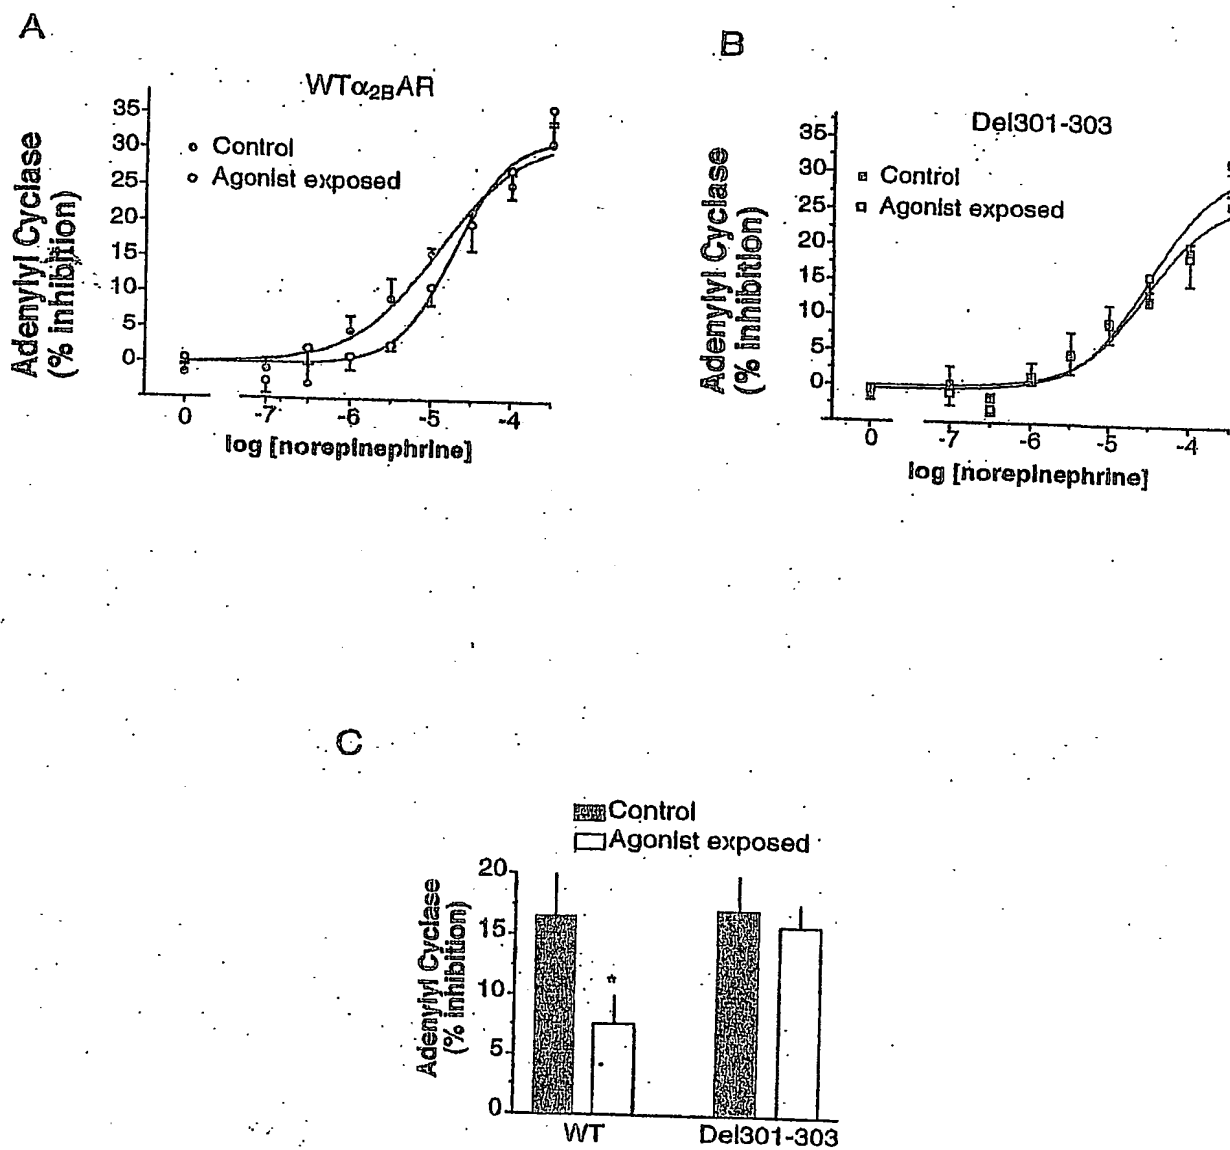 A
WTα2BAR
35
30
25
20
15
10
5
0
Control
Agonist exposed
Adenylyl Cyclase
(% inhibition)
0 -7 -6 -5 -4
log [norepinephrine]
B
Del301-303
35
30
25
20
15
10
5
0
Control
Agonist exposed
Adenylyl Cyclase
(% inhibition)
0 -7 -6 -5 -4
log [norepinephrine]
C
Control
Agonist exposed
20
15
10
5
0
Adenylyl Cyclase
(% inhibition)
*
WT Del301-303